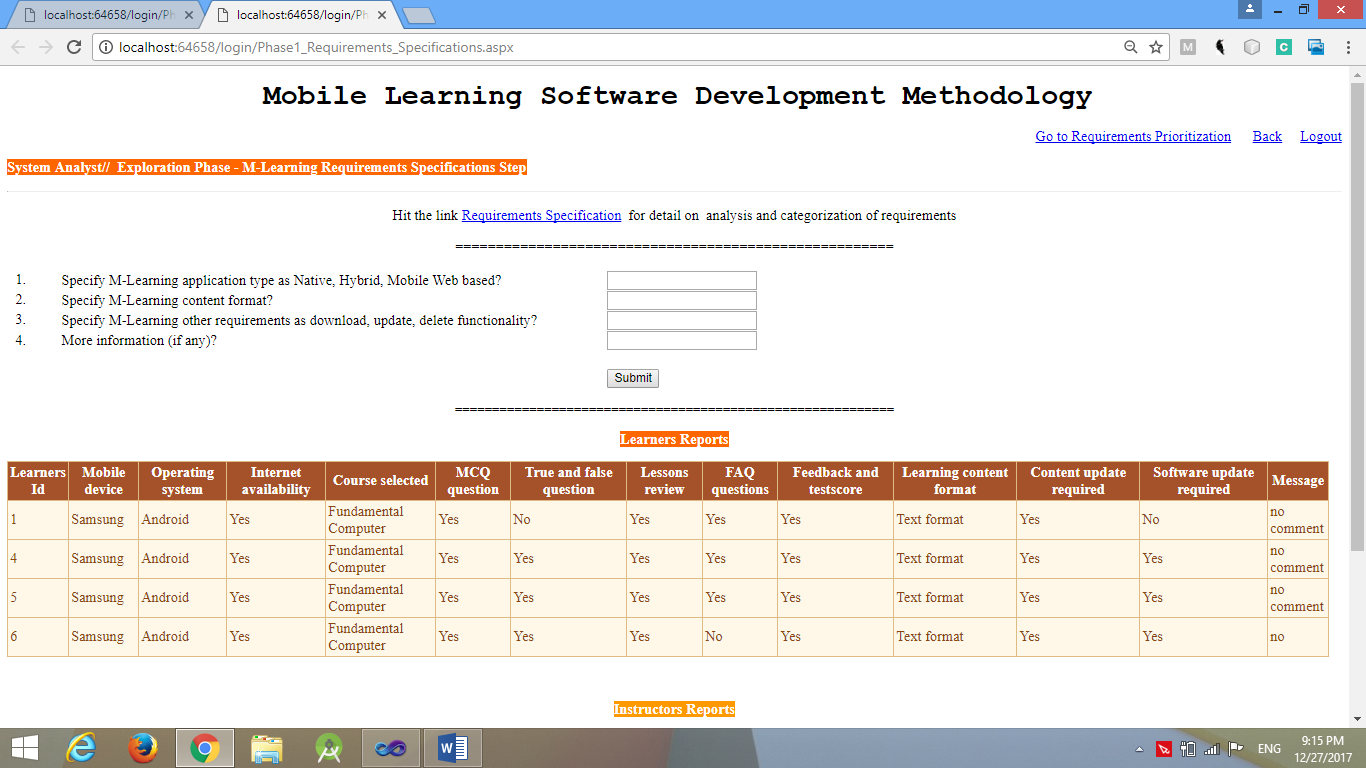 localhost:64658/login/Ph
localhost:64658/login/Ph
localhost:64658/login/Phase1_Requirements_Specifications.aspx
M
C
Mobile Learning Software Development Methodology
Go to Requirements Prioritization Back Logout
System Analyst// Exploration Phase - M-Learning Requirements Specifications Step
Hit the link Requirements Specification for detail on analysis and categorization of requirements
======================================================
1. Specify M-Learning application type as Native, Hybrid, Mobile Web based?
2. Specify M-Learning content format?
3. Specify M-Learning other requirements as download, update, delete functionality?
4. More information (if any)?
Submit
======================================================
Learners Reports
Learners Id Mobile device Operating system Internet availability Course selected MCQ question True and false question Lessons review FAQ questions Feedback and testscore Learning content format Content update required Software update required Message
1 Samsung Android Yes Fundamental Computer Yes No Yes Yes Yes Text format Yes No no comment
4 Samsung Android Yes Fundamental Computer Yes Yes Yes Yes Yes Text format Yes Yes no comment
5 Samsung Android Yes Fundamental Computer Yes Yes Yes Yes Yes Text format Yes Yes no comment
6 Samsung Android Yes Fundamental Computer Yes Yes Yes No Yes Text format Yes Yes no
Instructors Reports
ENG
9:15 PM
12/27/2017